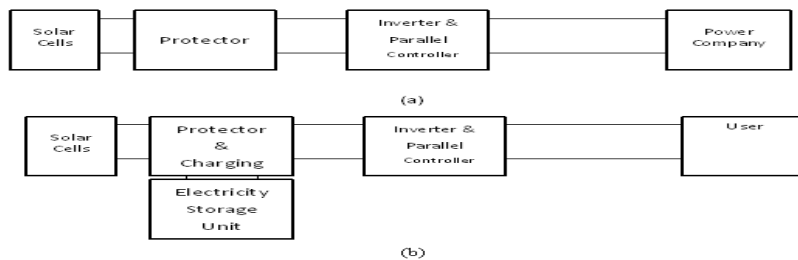 Solar
Cells
Protector
Inverter &
Parallel
Controller
Power
Company
(a)
Solar
Cells
Protector
&
Charging
Inverter &
Parallel
Controller
User
Electricity
Storage
Unit
(b)